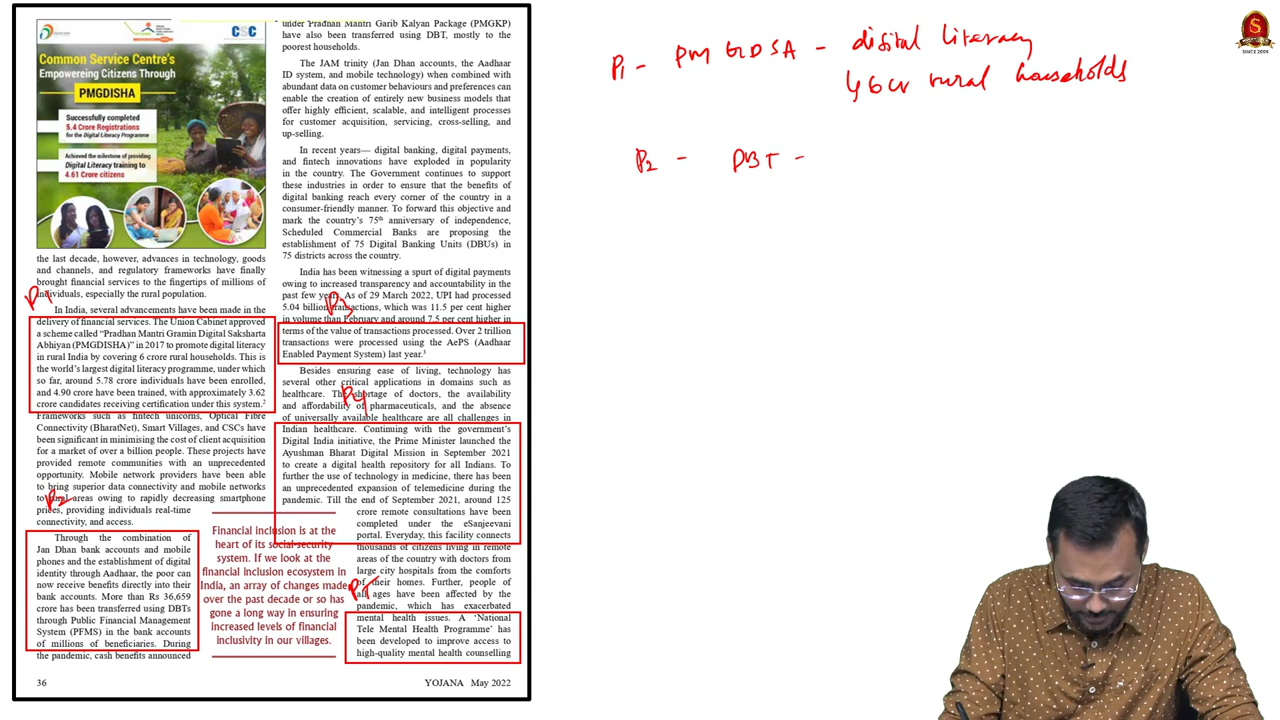 CSC
Common Service Centre's
Empowereing Citizens Through
PMGDISHA
Successfully completed
5.4 Crore Registrations
for the Digital Literacy Programme
Achieved the milestone of providing
Digital Literacy training to
4.61 Crore citizens
the last decade, however, advances in technology, goods
and channels, and regulatory frameworks have finally
brought financial services to the fingertips of millions of
individuals, especially the rural population.
P1
In India, several advancements have been made in the
delivery of financial services. The Union Cabinet approved
a scheme called "Pradhan Mantri Gramin Digital Saksharta
Abhiyan (PMGDISHA)" in 2017 to promote digital literacy
in rural India by covering 6 crore rural households. This is
the world's largest digital literacy programme, under which
so far, around 5.78 crore individuals have been enrolled,
and 4.90 crore have been trained, with approximately 3.62
crore candidates receiving certification under this system.2
Frameworks such as fintech unicorns, Optical Fibre
Connectivity (BharatNet), Smart Villages, and CSCs have
been significant in minimising the cost of client acquisition
for a market of over a billion people. These projects have
provided remote communities with an unprecedented
opportunity. Mobile network providers have been able
to bring superior data connectivity and mobile networks
to rural areas owing to rapidly decreasing smartphone
prices, providing individuals real-time
connectivity, and access.
P2
Through the combination of
Jan Dhan bank accounts and mobile
phones and the establishment of digital
identity through Aadhaar, the poor can
now receive benefits directly into their
bank accounts. More than Rs 36,659
crore has been transferred using DBTs
through Public Financial Management
System (PFMS) in the bank accounts
of millions of beneficiaries. During
the pandemic, cash benefits announced
under Pradhan Mantri Garib Kalyan Package (PMGKP)
have also been transferred using DBT, mostly to the
poorest households.
The JAM trinity (Jan Dhan accounts, the Aadhaar
ID system, and mobile technology) when combined with
abundant data on customer behaviours and preferences can
enable the creation of entirely new business models that
offer highly efficient, scalable, and intelligent processes
for customer acquisition, servicing, cross-selling, and
up-selling.
In recent years— digital banking, digital payments,
and fintech innovations have exploded in popularity
in the country. The Government continues to support
these industries in order to ensure that the benefits of
digital banking reach every corner of the country in a
consumer-friendly manner. To forward this objective and
mark the country's 75th anniversary of independence,
Scheduled Commercial Banks are proposing the
establishment of 75 Digital Banking Units (DBUs) in
75 districts across the country.
India has been witnessing a spurt of digital payments
owing to increased transparency and accountability in the
past few years. As of 29 March 2022, UPI had processed
5.04 billion transactions, which was 11.5 per cent higher
in volume than February and around 7.5 per cent higher in
terms of the value of transactions processed. Over 2 trillion
transactions were processed using the AePS (Aadhaar
Enabled Payment System) last year.3
P3
Besides ensuring ease of living, technology has
several other critical applications in domains such as
healthcare. The shortage of doctors, the availability
and affordability of pharmaceuticals, and the absence
of universally available healthcare are all challenges in
Indian healthcare. Continuing with the government's
Digital India initiative, the Prime Minister launched the
Ayushman Bharat Digital Mission in September 2021
to create a digital health repository for all Indians. To
further the use of technology in medicine, there has been
an unprecedented expansion of telemedicine during the
pandemic. Till the end of September 2021, around 125
crore remote consultations have been
completed under the eSanjeevani
portal. Everyday, this facility connects
thousands of citizens living in remote
areas of the country with doctors from
large city hospitals from the comforts
of their homes. Further, people of
all ages have been affected by the
pandemic, which has exacerbated
mental health issues. A 'National
Tele Mental Health Programme' has
been developed to improve access to
high-quality mental health counselling
P4
Financial inclusion is at the
heart of its social-security
system. If we look at the
financial inclusion ecosystem in
India, an array of changes made
over the past decade or so has
gone a long way in ensuring
increased levels of financial
inclusivity in our villages.
36
YOJANA May 2022
P1 - PM GDSA - digital literacy
6 cr rural households
P2 - DBT -
SINCE 2004